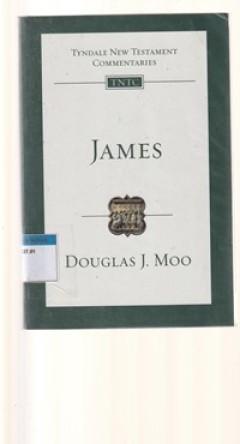 TYNDALE NEW TESTAMENT
COMMENTARIES
TNTC
JAMES
DOUGLAS J. MOO